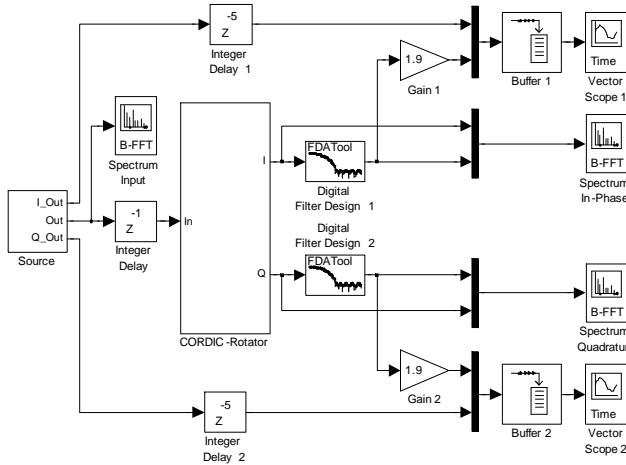 -5
Z
Integer
Delay 1
1.9
Gain 1
Buffer 1
Time
Vector
Scope 1
B-FFT
Spectrum
Input
I
FDATool
Digital
Filter Design 1
B-FFT
Spectrum
In-Phase
I_Out
Out
Q_Out
Source
-1
Z
Integer
Delay
In
Q
CORDIC -Rotator
Digital
Filter Design 2
FDATool
B-FFT
Spectrum
Quadratur
1.9
Gain 2
-5
Z
Integer
Delay 2
Buffer 2
Time
Vector
Scope 2